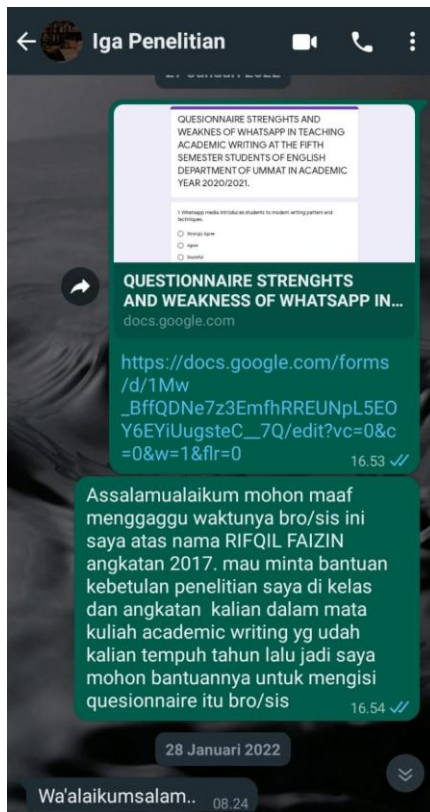 Iga Penelitian
QUESIONNAIRE STRENGHTS AND
WEAKNES OF WHATSAPP IN TEACHING
ACADEMIC WRITING AT THE FIFTH
SEMESTER STUDENTS OF ENGLISH
DEPARTMENT OF UMMAT IN ACADEMIC
YEAR 2020/2021.
1 Whatsapp media introduces students to modern writing pattern and
techniques.
Strongly Agree
Agree
Doubtful
QUESTIONNAIRE STRENGHTS
AND WEAKNESS OF WHATSAPP IN...
docs.google.com
https://docs.google.com/forms
/d/1Mw
_BffQDNe7z3EmfhRREUNpL5EO
Y6EYiUugsteC__7Q/edit?vc=0&c
=0&w=1&flr=0
16.53
Assalamualaikum mohon maaf
menggaggu waktunya bro/sis ini
saya atas nama RIFQIL FAIZIN
angkatan 2017. mau minta bantuan
kebetulan penelitian saya di kelas
dan angkatan kalian dalam mata
kuliah academic writing yg udah
kalian tempuh tahun lalu jadi saya
mohon bantuannya untuk mengisi
quesionnaire itu bro/sis
16.54
28 Januari 2022
Wa'alaikumsalam.. 08.24